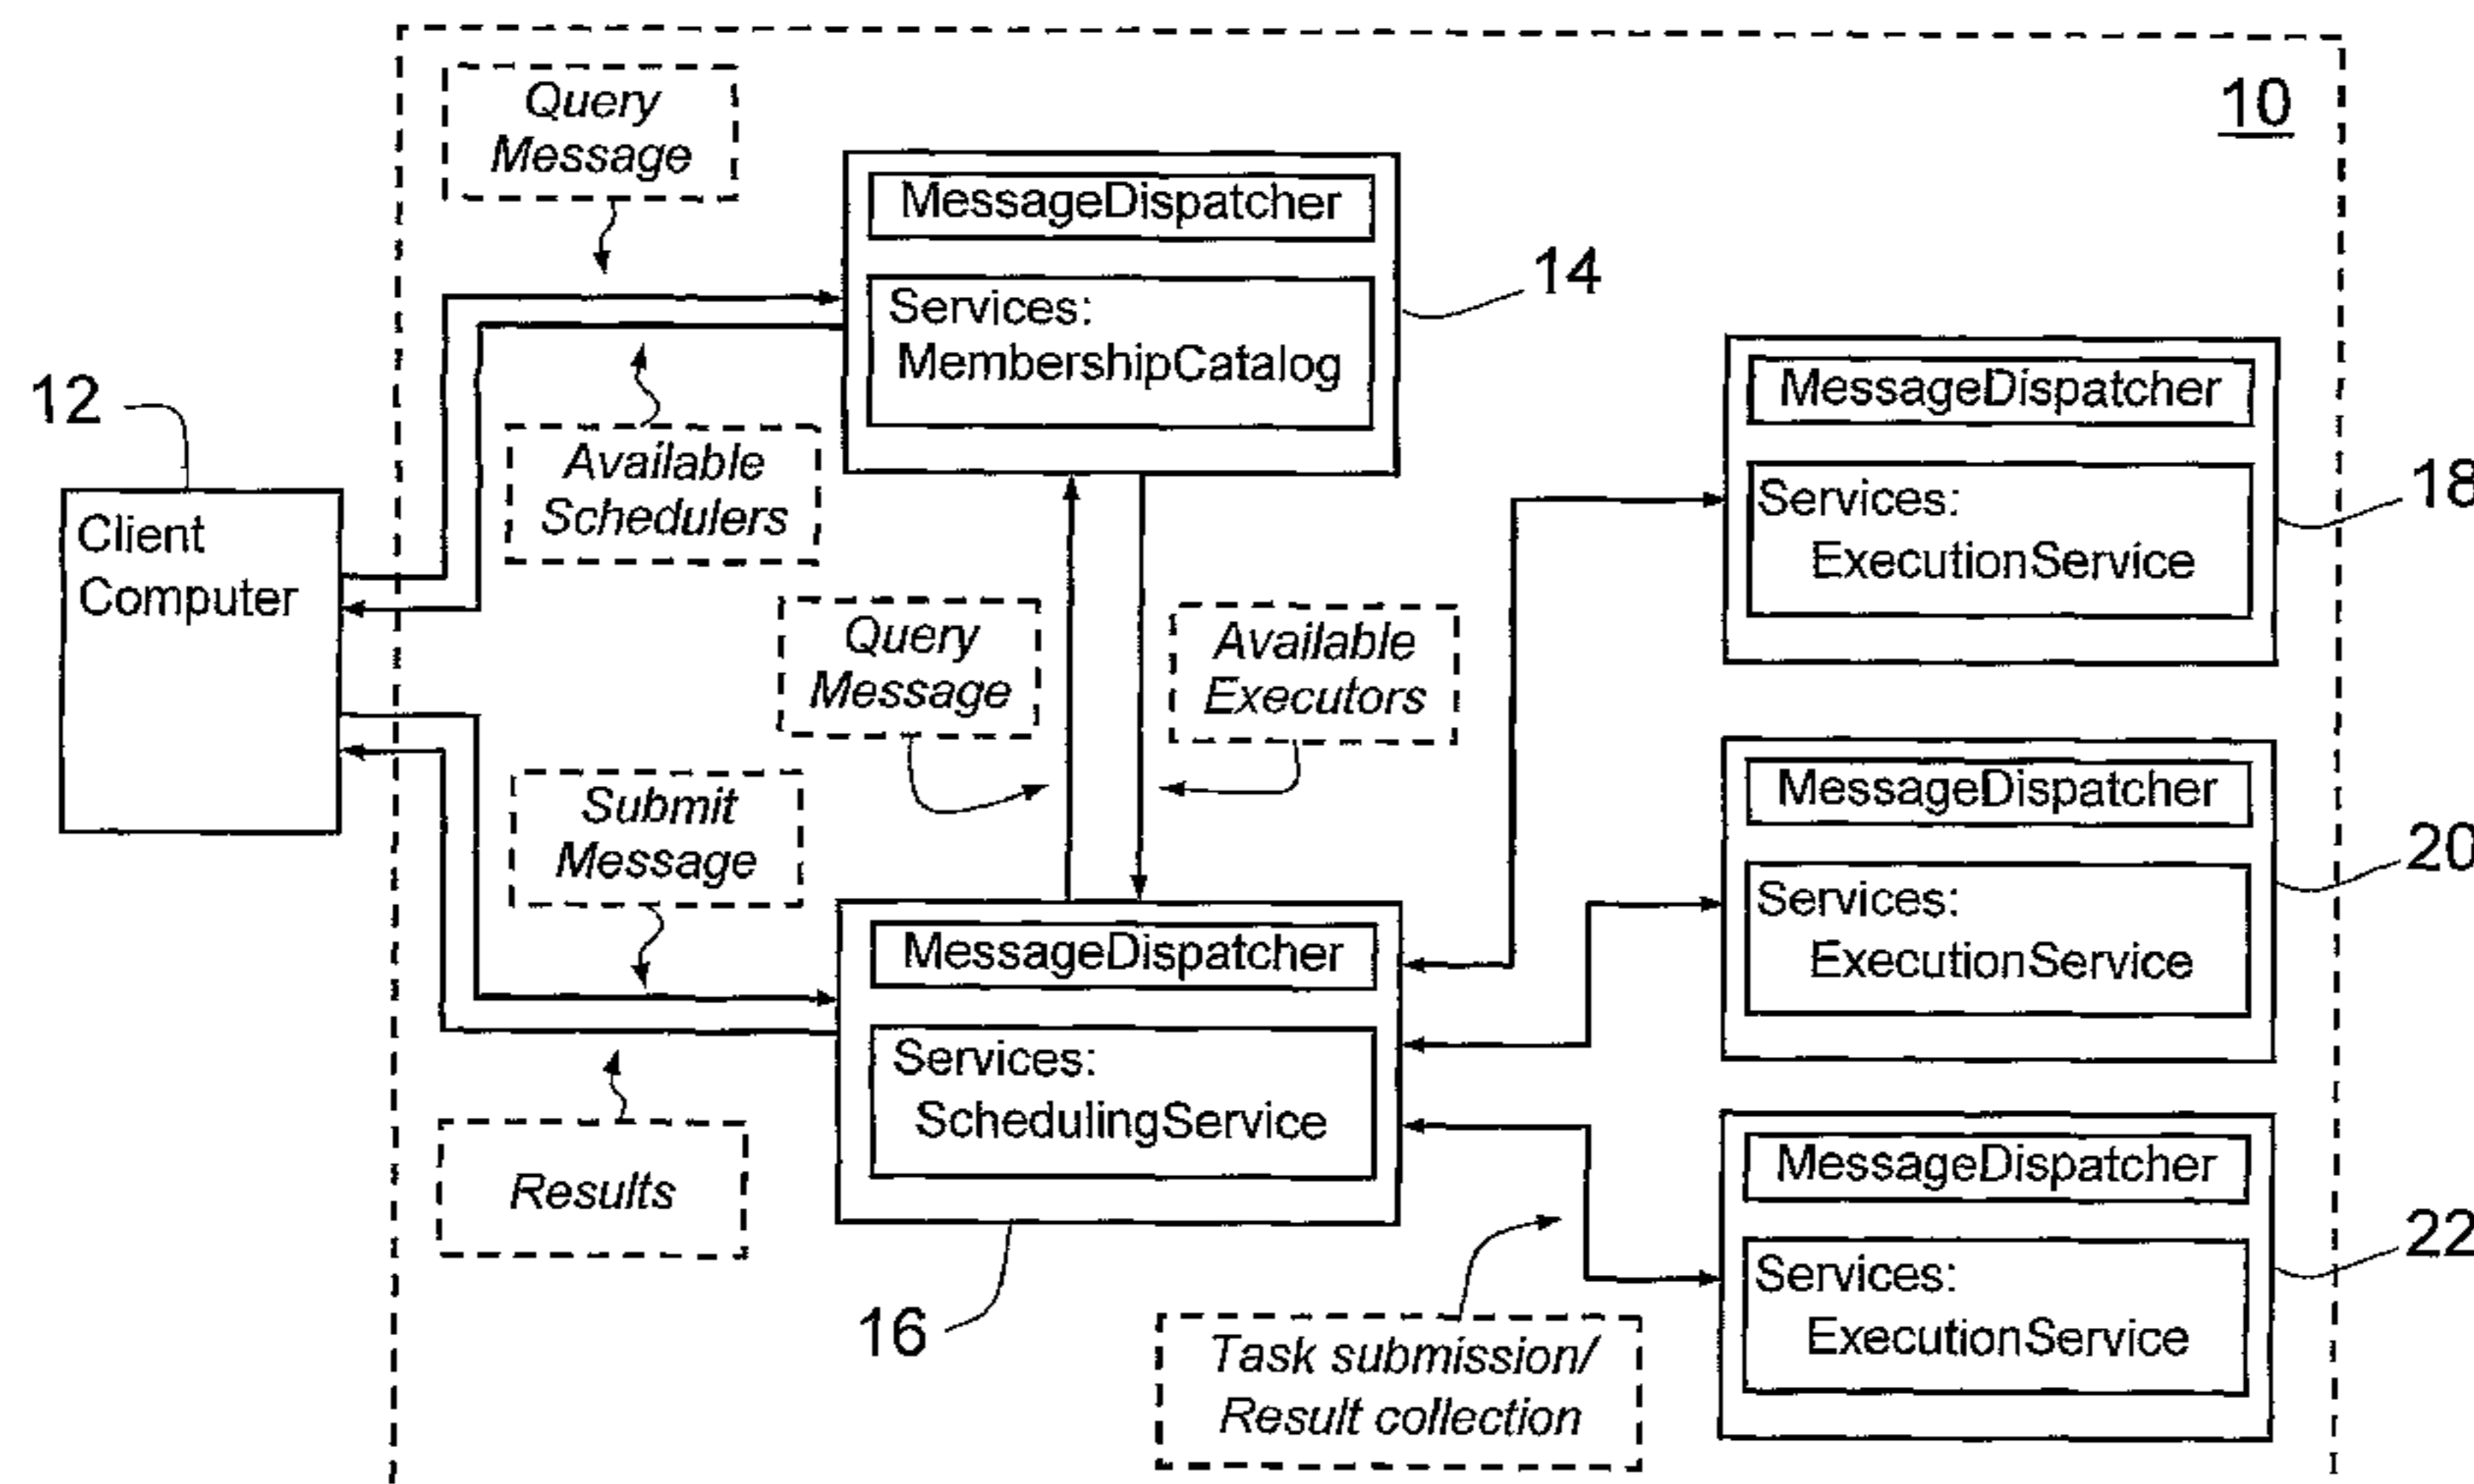 10
Query
Message
MessageDispatcher
Services:
MembershipCatalog
14
12
Available
Schedulers
Client
Computer
MessageDispatcher
Services:
ExecutionService
18
Query
Message
Available
Executors
Submit
Message
MessageDispatcher
Services:
ExecutionService
20
MessageDispatcher
Services:
SchedulingService
Results
16
MessageDispatcher
Services:
ExecutionService
22
Task submission/
Result collection